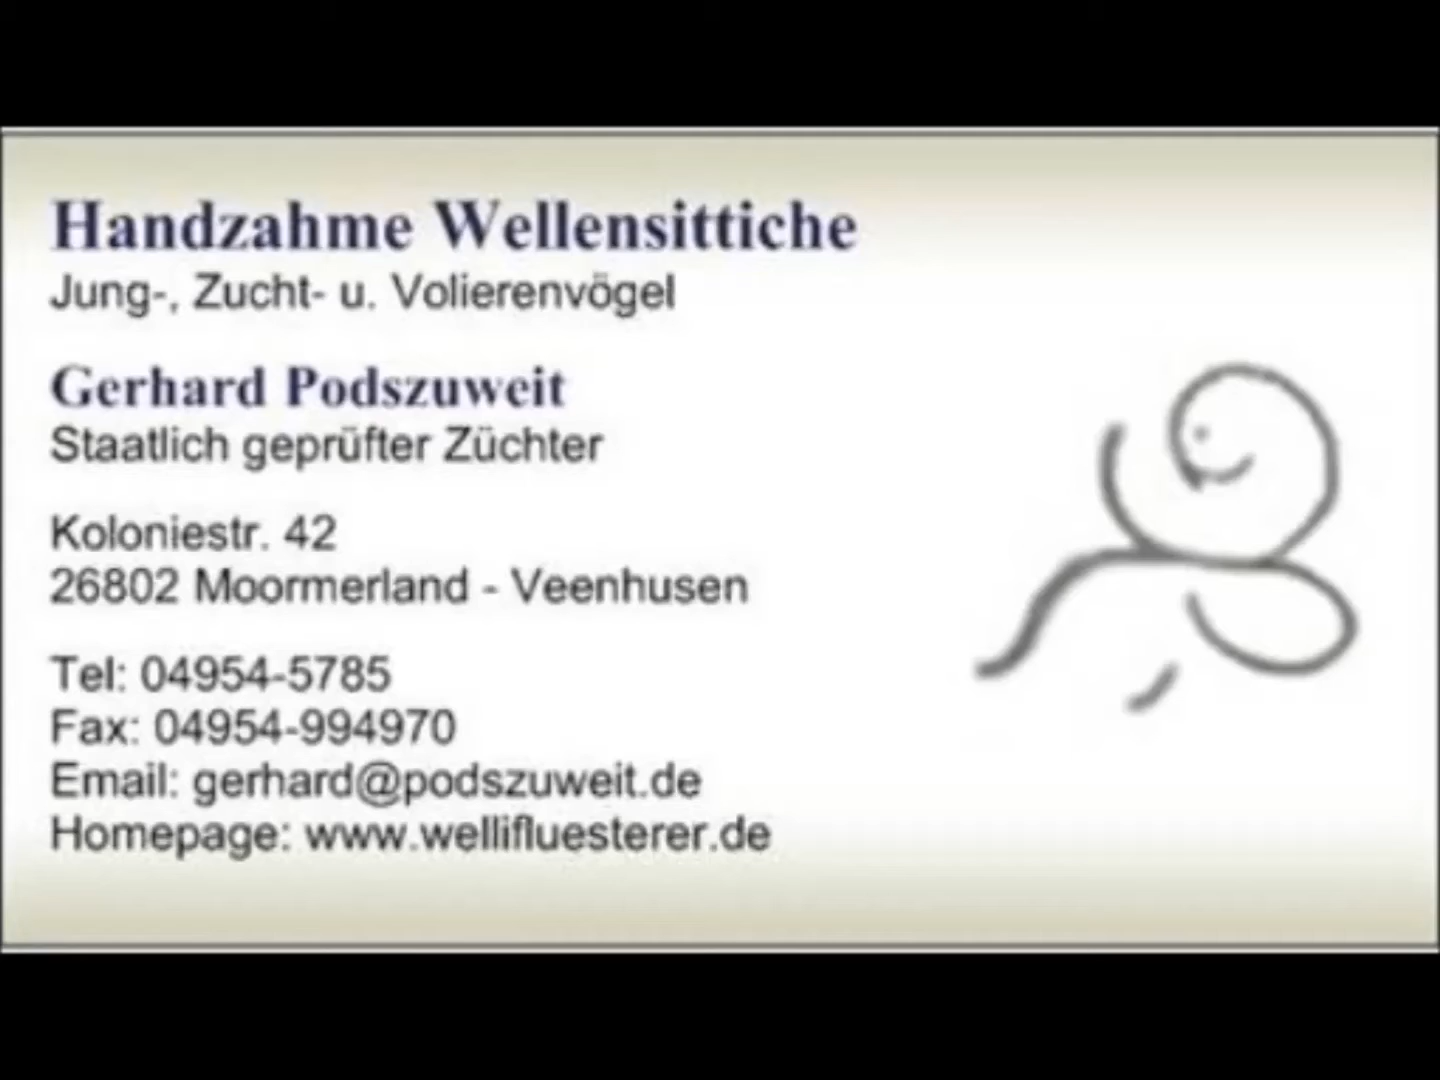 Handzahme Wellensittiche
Jung-, Zucht- u. Volierenvögel
Gerhard Podszuweit
Staatlich geprüfter Züchter
Koloniestr. 42
26802 Moormerland - Veenhusen
Tel: 04954-5785
Fax: 04954-994970
Email: gerhard@podszuweit.de
Homepage: www.wellifluesterer.de